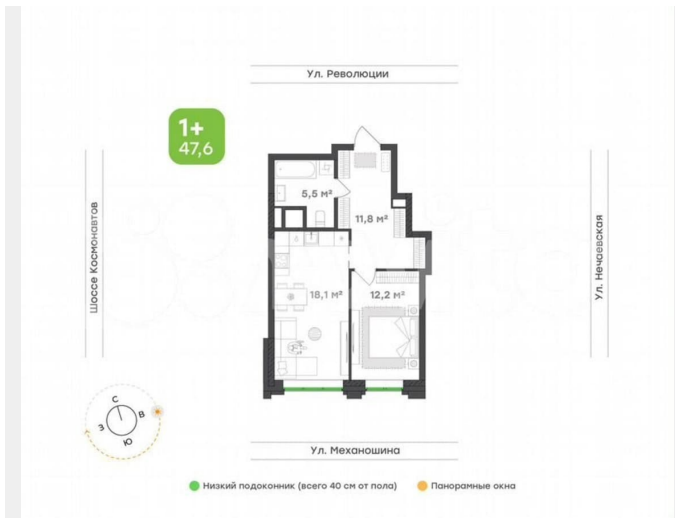 Ул. Революции
1+
47,6
5,5 м²
11,8 м²
Шоссе Космонавтов
Ул. Нечаевская
18,1 м²
12,2 м²
С
З
В
Ю
Ул. Механошина
Низкий подоконник (всего 40 см от пола)
Панорамные окна